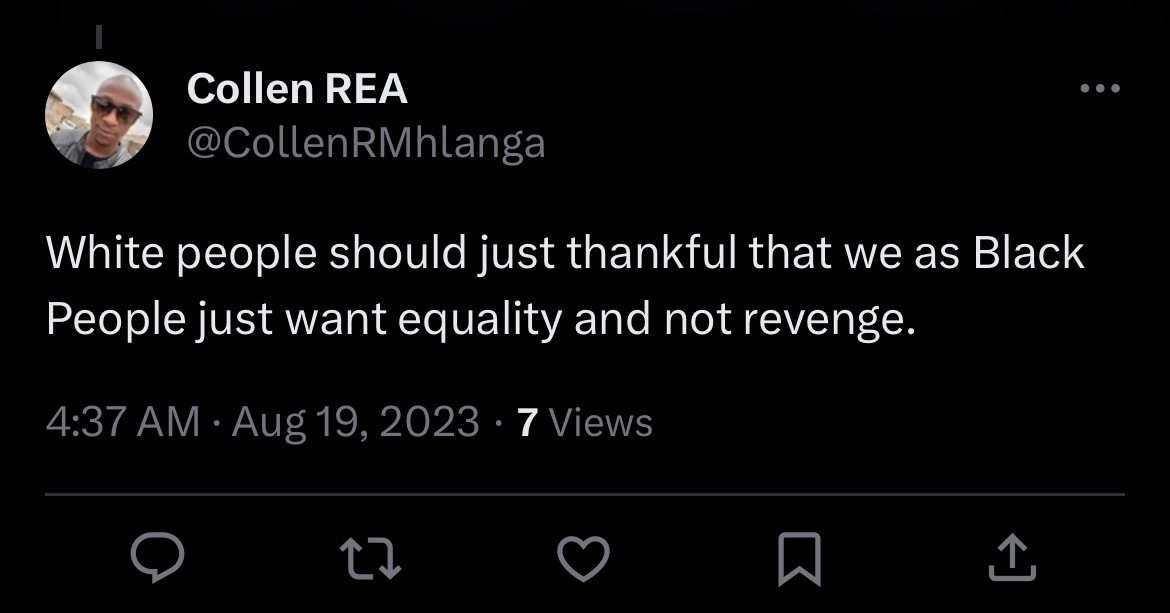 Collen REA
@CollenRMhlanga
White people should just thankful that we as Black
People just want equality and not revenge.
4:37 AM · Aug 19, 2023 · 7 Views